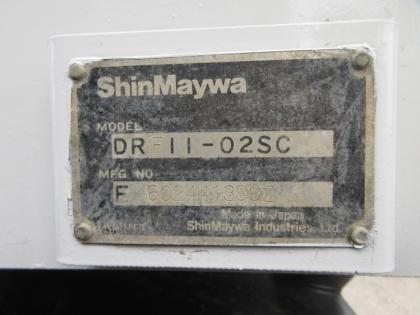 ShinMaywa
MODEL
DRF11-02SC
MFG NO
F
Made in Japan
ShinMaywa Industries, Ltd.